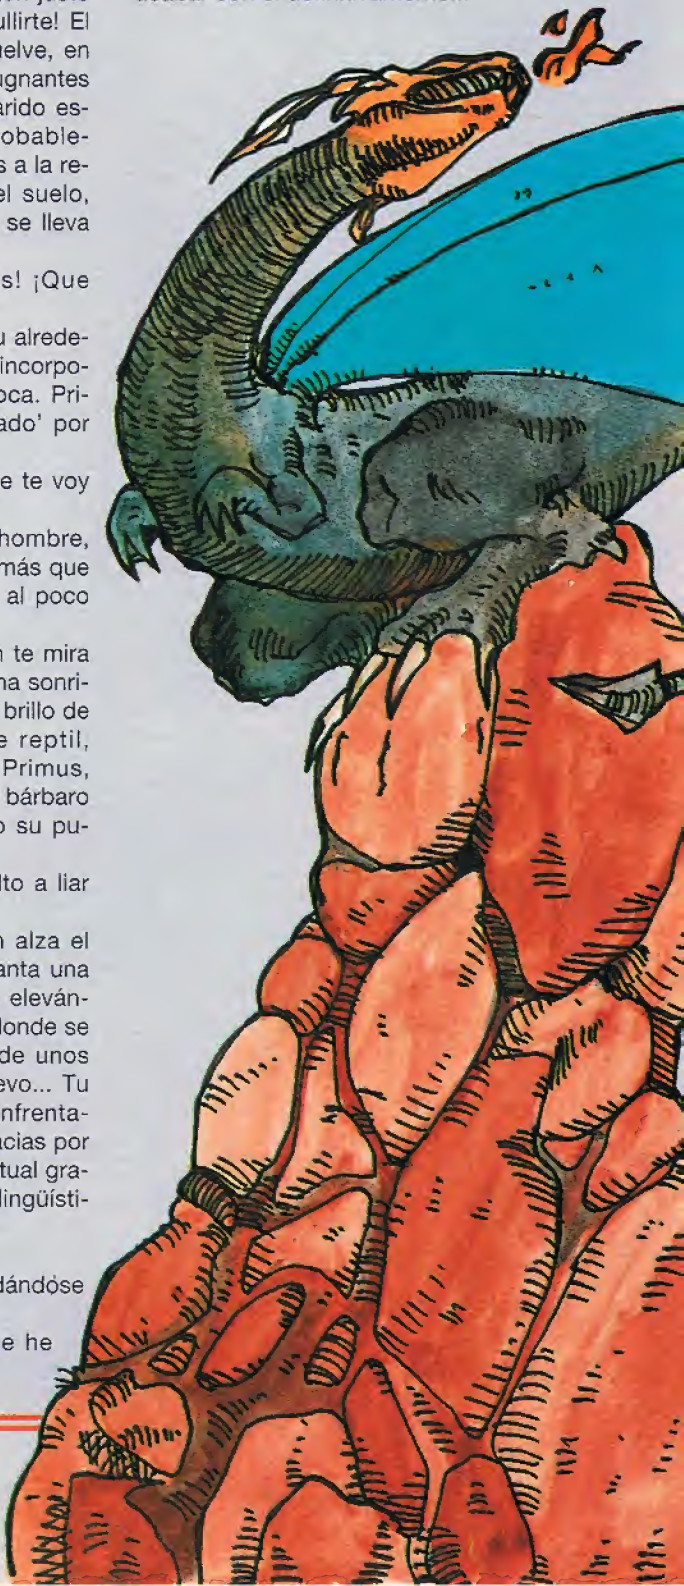 ullirte! El
uelve, en
ugnantes
arido es-
obable-
s a la re-
el suelo,
se lleva
s! ¡Que
u alrede-
incorpo-
oca. Pri-
ado' por
e te voy
hombre,
más que
al poco
n te mira
na sonri-
brillo de
e reptil,
Primus,
bárbaro
o su pu-
lto a liar
n alza el
anta una
eleván-
donde se
de unos
evo... Tu
nfrenta-
acias por
tual gra-
lingüísti-
dándose
e he